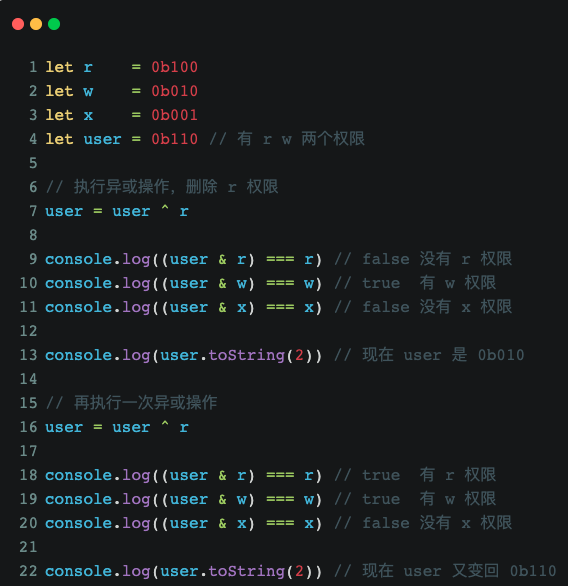 1 let r    = 0b100
2 let w    = 0b010
3 let x    = 0b001
4 let user = 0b110 // 有 r w 两个权限
5
6 // 执行异或操作，删除 r 权限
7 user = user ^ r
8
9 console.log((user & r) === r) // false 没有 r 权限
10 console.log((user & w) === w) // true  有 w 权限
11 console.log((user & x) === x) // false 没有 x 权限
12
13 console.log(user.toString(2)) // 现在 user 是 0b010
14
15 // 再执行一次异或操作
16 user = user ^ r
17
18 console.log((user & r) === r) // true  有 r 权限
19 console.log((user & w) === w) // true  有 w 权限
20 console.log((user & x) === x) // false 没有 x 权限
21
22 console.log(user.toString(2)) // 现在 user 又变回 0b110